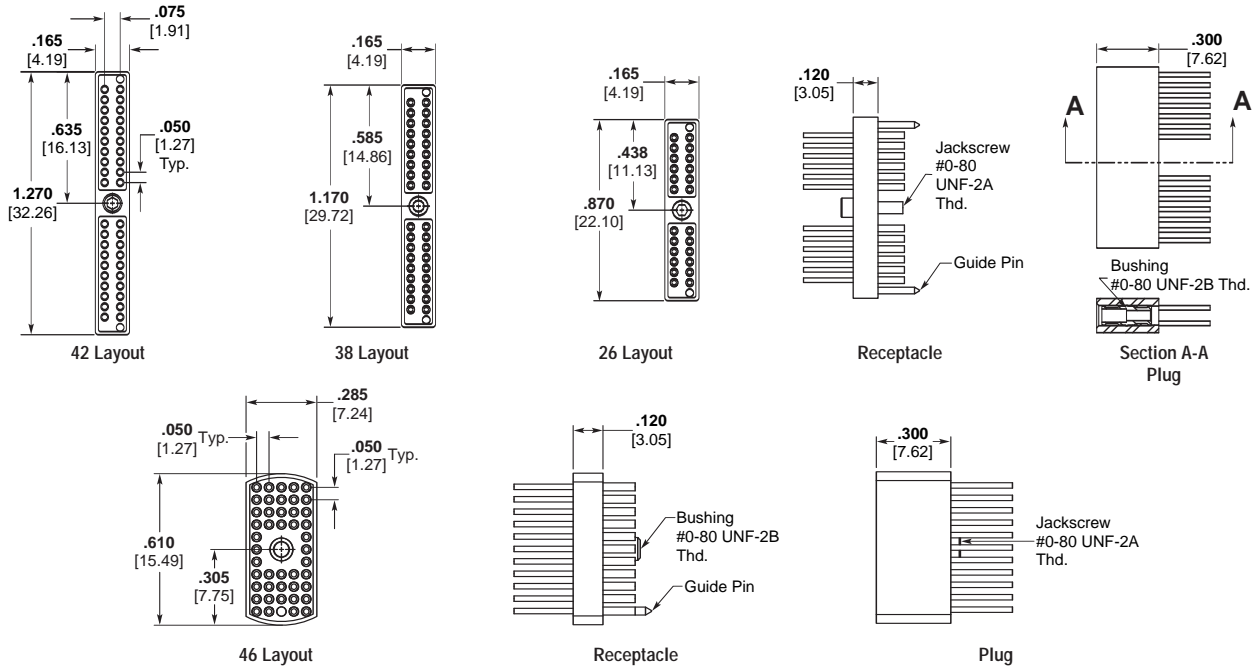 .075
[1.91]
.165
[4.19]
.635
[16.13]
.050
[1.27]
Typ.
1.270
[32.26]
42 Layout
.165
[4.19]
.585
[14.86]
1.170
[29.72]
38 Layout
.165
[4.19]
.438
[11.13]
.870
[22.10]
26 Layout
.120
[3.05]
Jackscrew
#0-80
UNF-2A
Thd.
Guide Pin
Receptacle
.300
[7.62]
A
A
Bushing
#0-80 UNF-2B Thd.
Section A-A
Plug
.285
[7.24]
.050
[1.27] Typ.
.050
[1.27] Typ.
.610
[15.49]
.305
[7.75]
46 Layout
.120
[3.05]
Bushing
#0-80 UNF-2B
Thd.
Guide Pin
Receptacle
.300
[7.62]
Jackscrew
#0-80 UNF-2A
Thd.
Plug